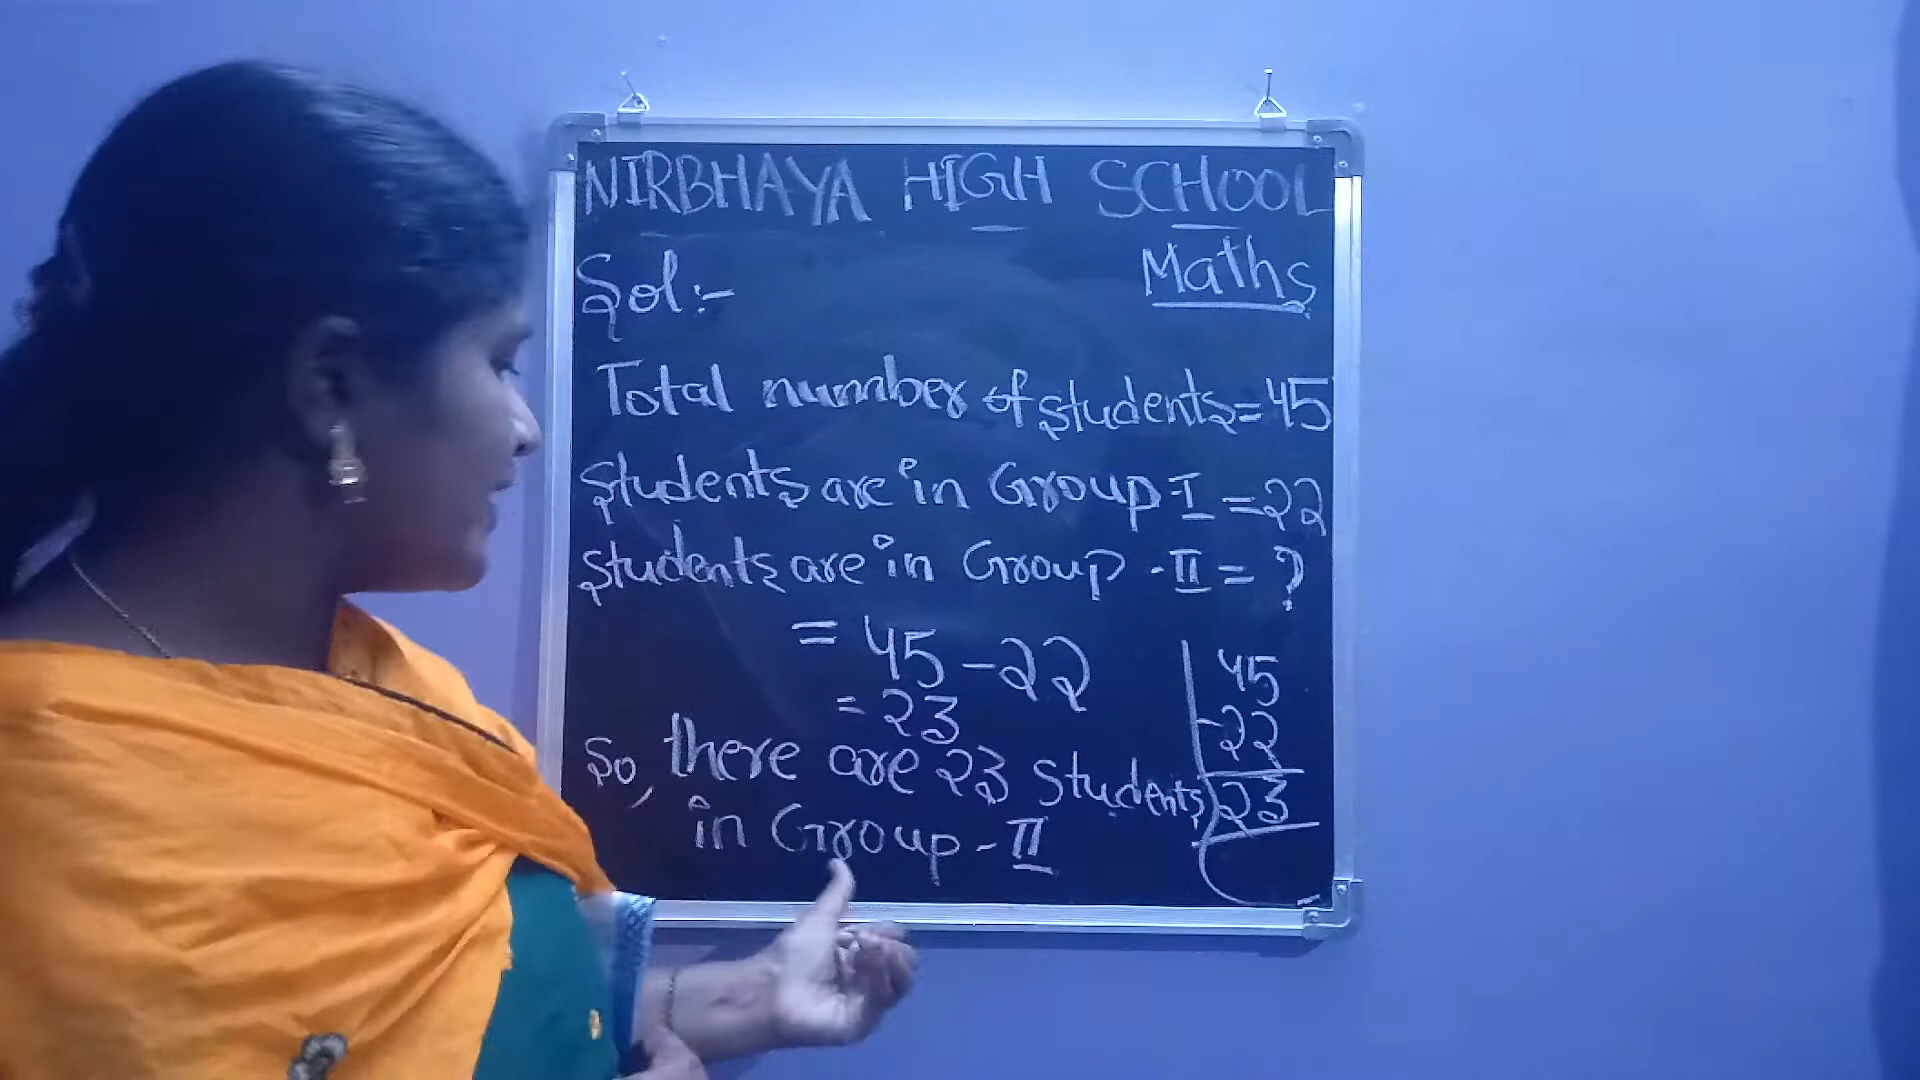 NIRBHAYA HIGH SCHOOL
Sol:-
Maths
Total number of students=45
students are in Group-I =22
students are in Group -II = ?
= 45-22
= 23
So, there are 23 students
in Group-II
45
-22
23